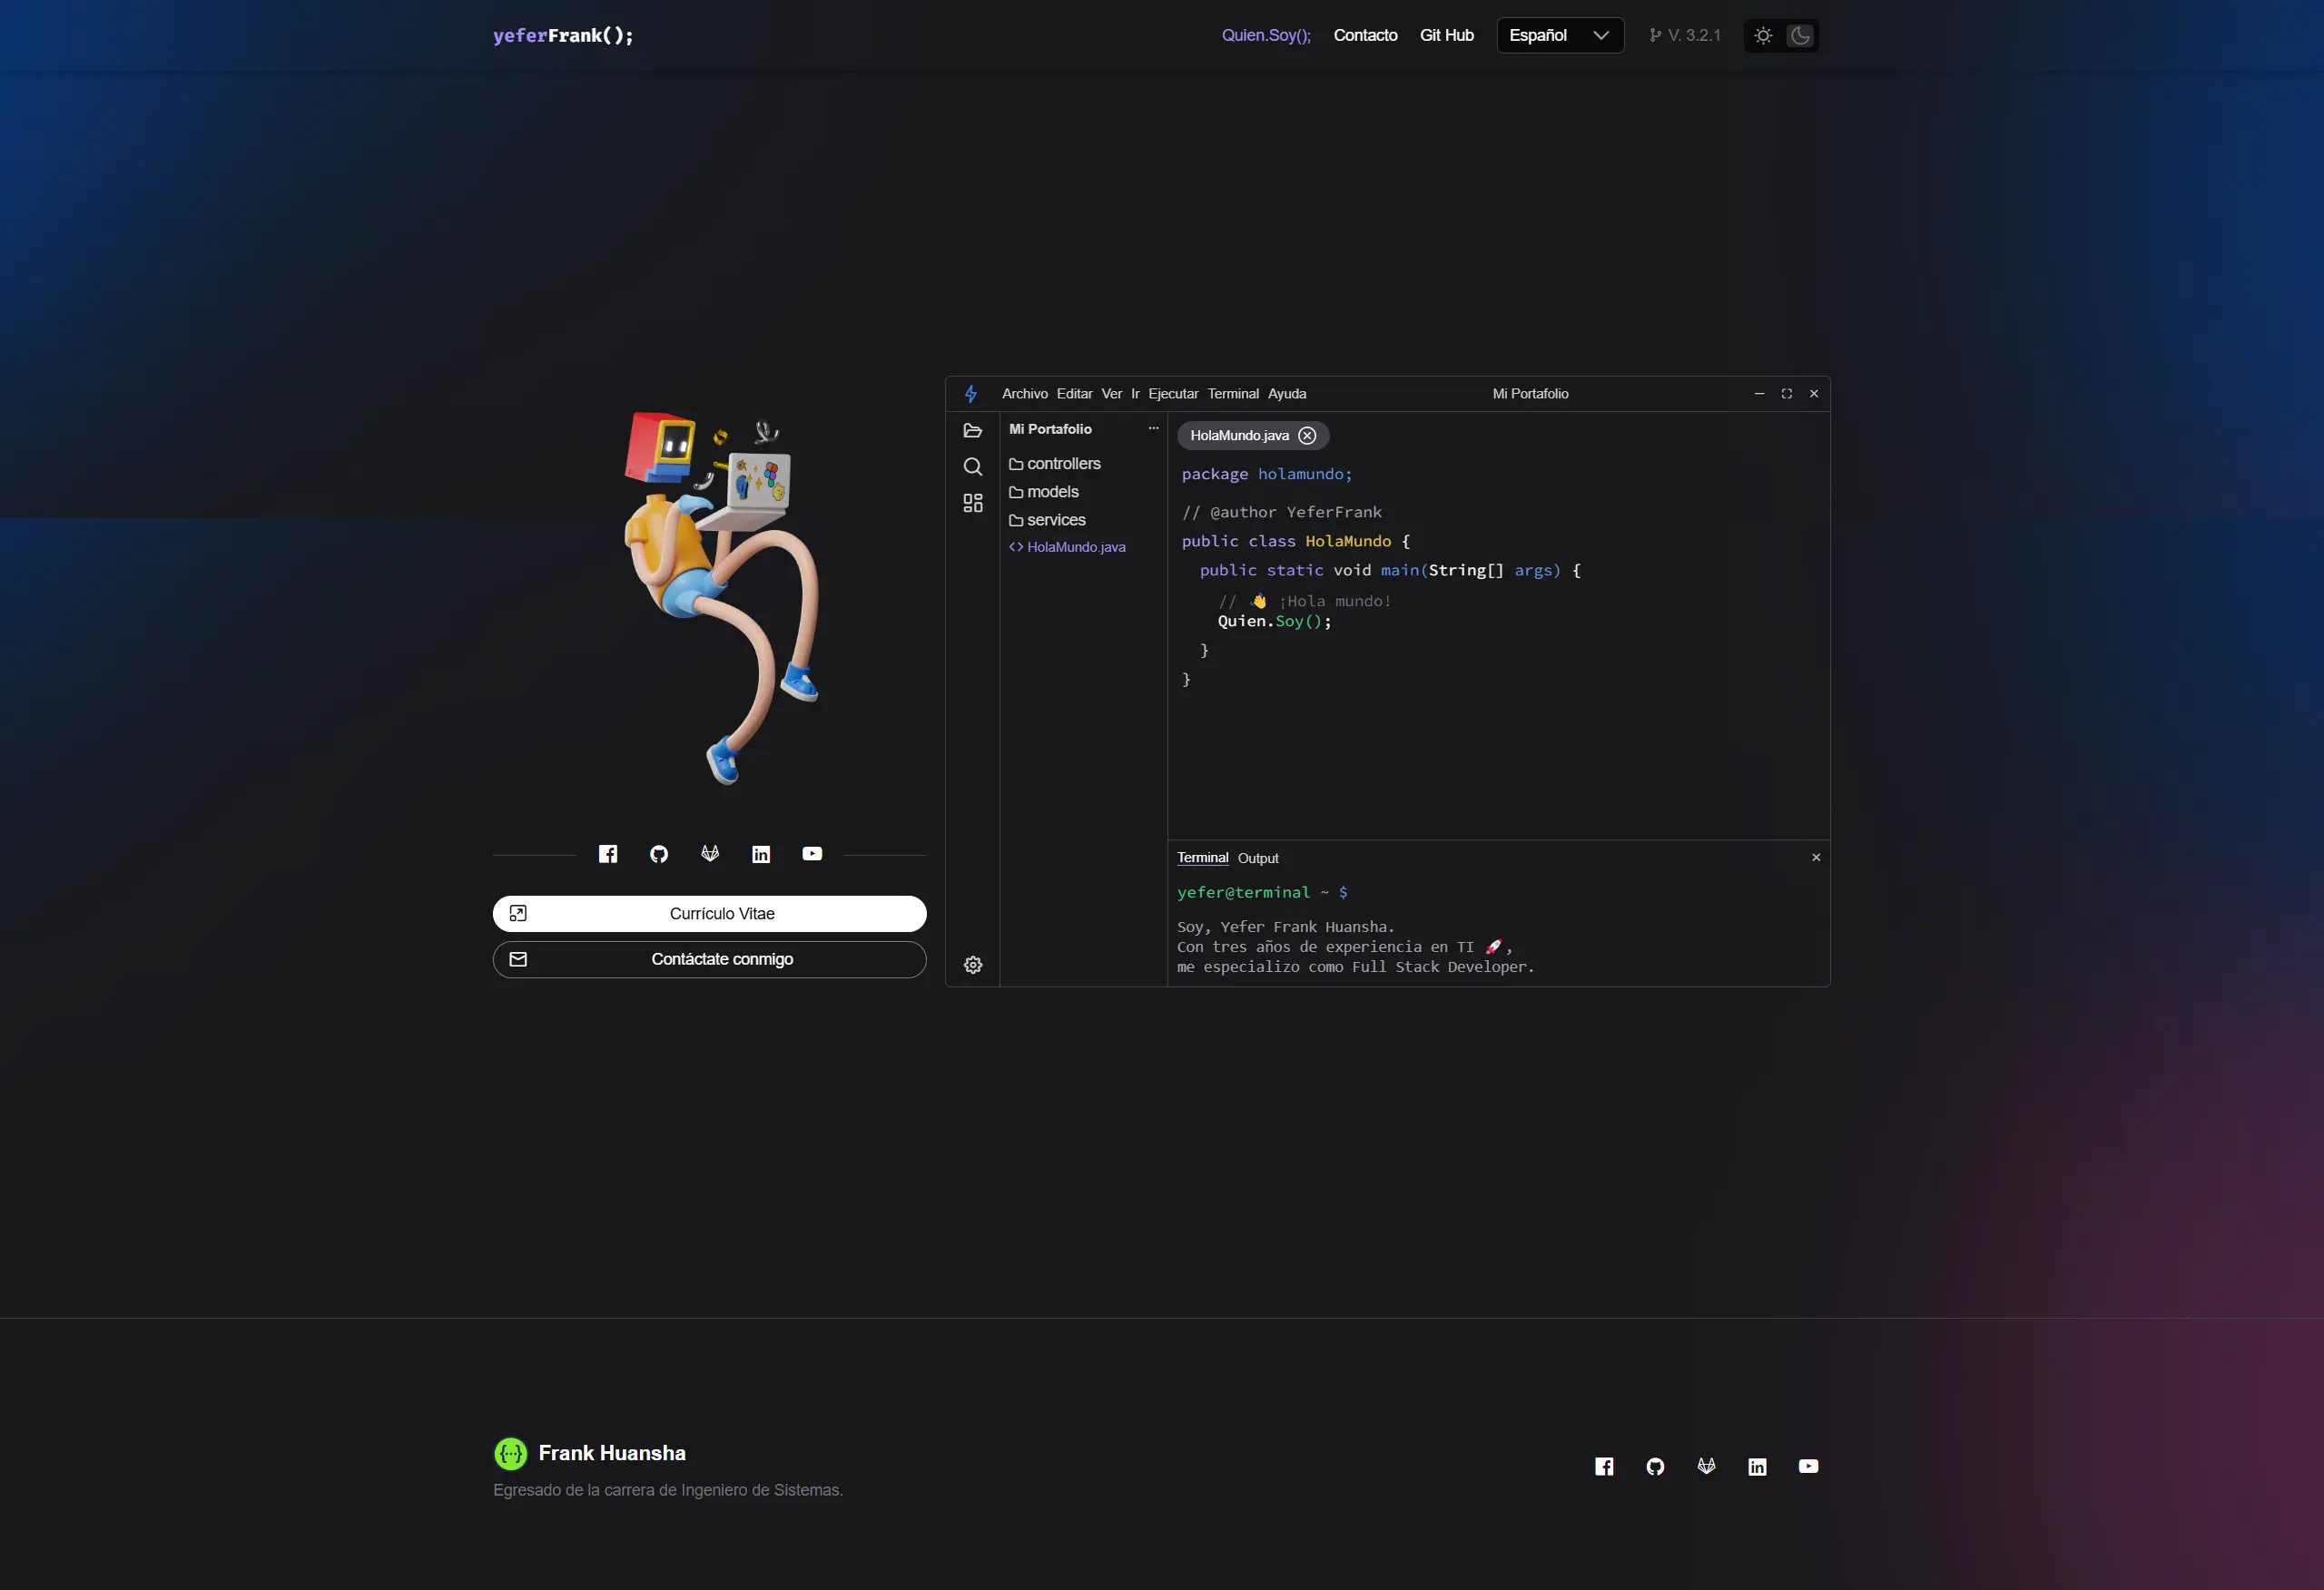 yeferFrank();
Quien.Soy();
Contacto
Git Hub
Español
V. 3.2.1
Archivo Editar Ver Ir Ejecutar Terminal Ayuda
Mi Portafolio
Mi Portafolio
controllers
models
services
HolaMundo.java
HolaMundo.java
package holamundo;
// @author YeferFrank
public class HolaMundo {
public static void main(String[] args) {
// 👋 ¡Hola mundo!
Quien.Soy();
}
}
Terminal Output
yefer@terminal ~ $
Soy, Yefer Frank Huansha.
Con tres años de experiencia en TI 🚀,
me especializo como Full Stack Developer.
Currículo Vitae
Contáctate conmigo
Frank Huansha
Egresado de la carrera de Ingeniero de Sistemas.